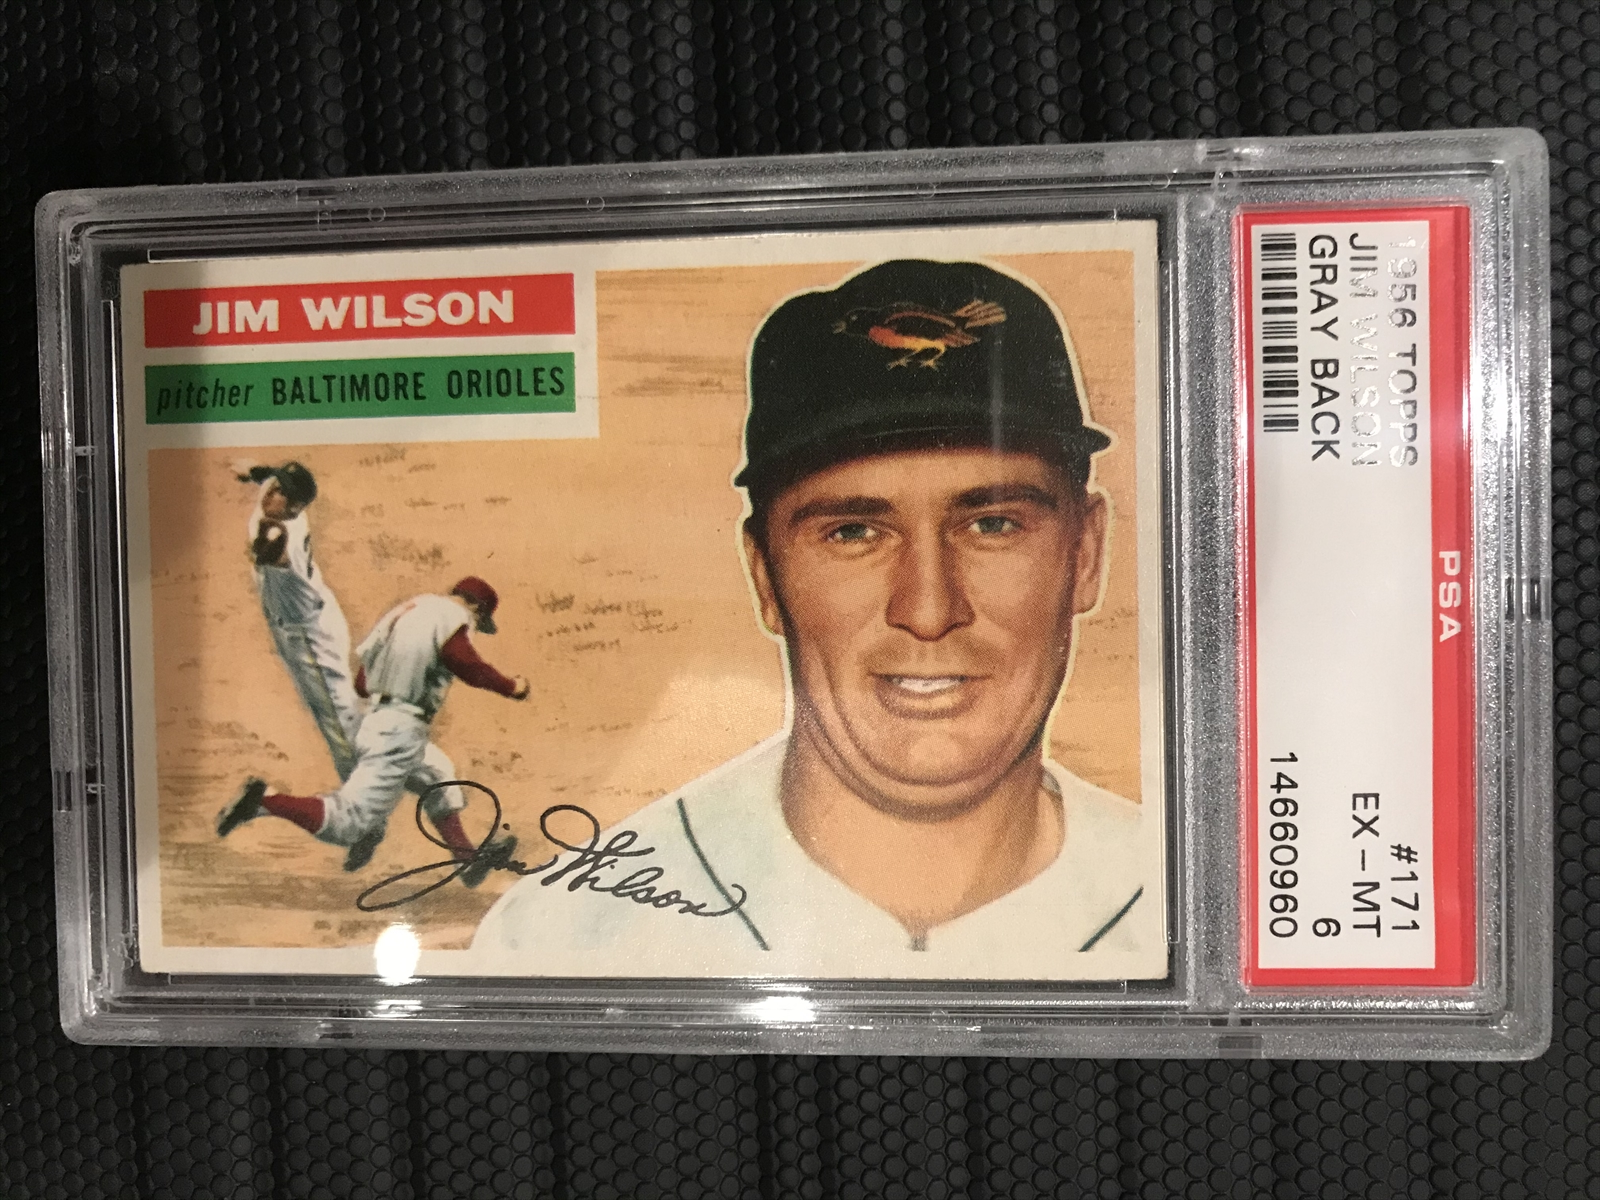 JIM WILSON
pitcher BALTIMORE ORIOLES
Jim Wilson
PSA
1956 TOPPS #171
JIM WILSON EX-MT
GRAY BACK 6
14660960